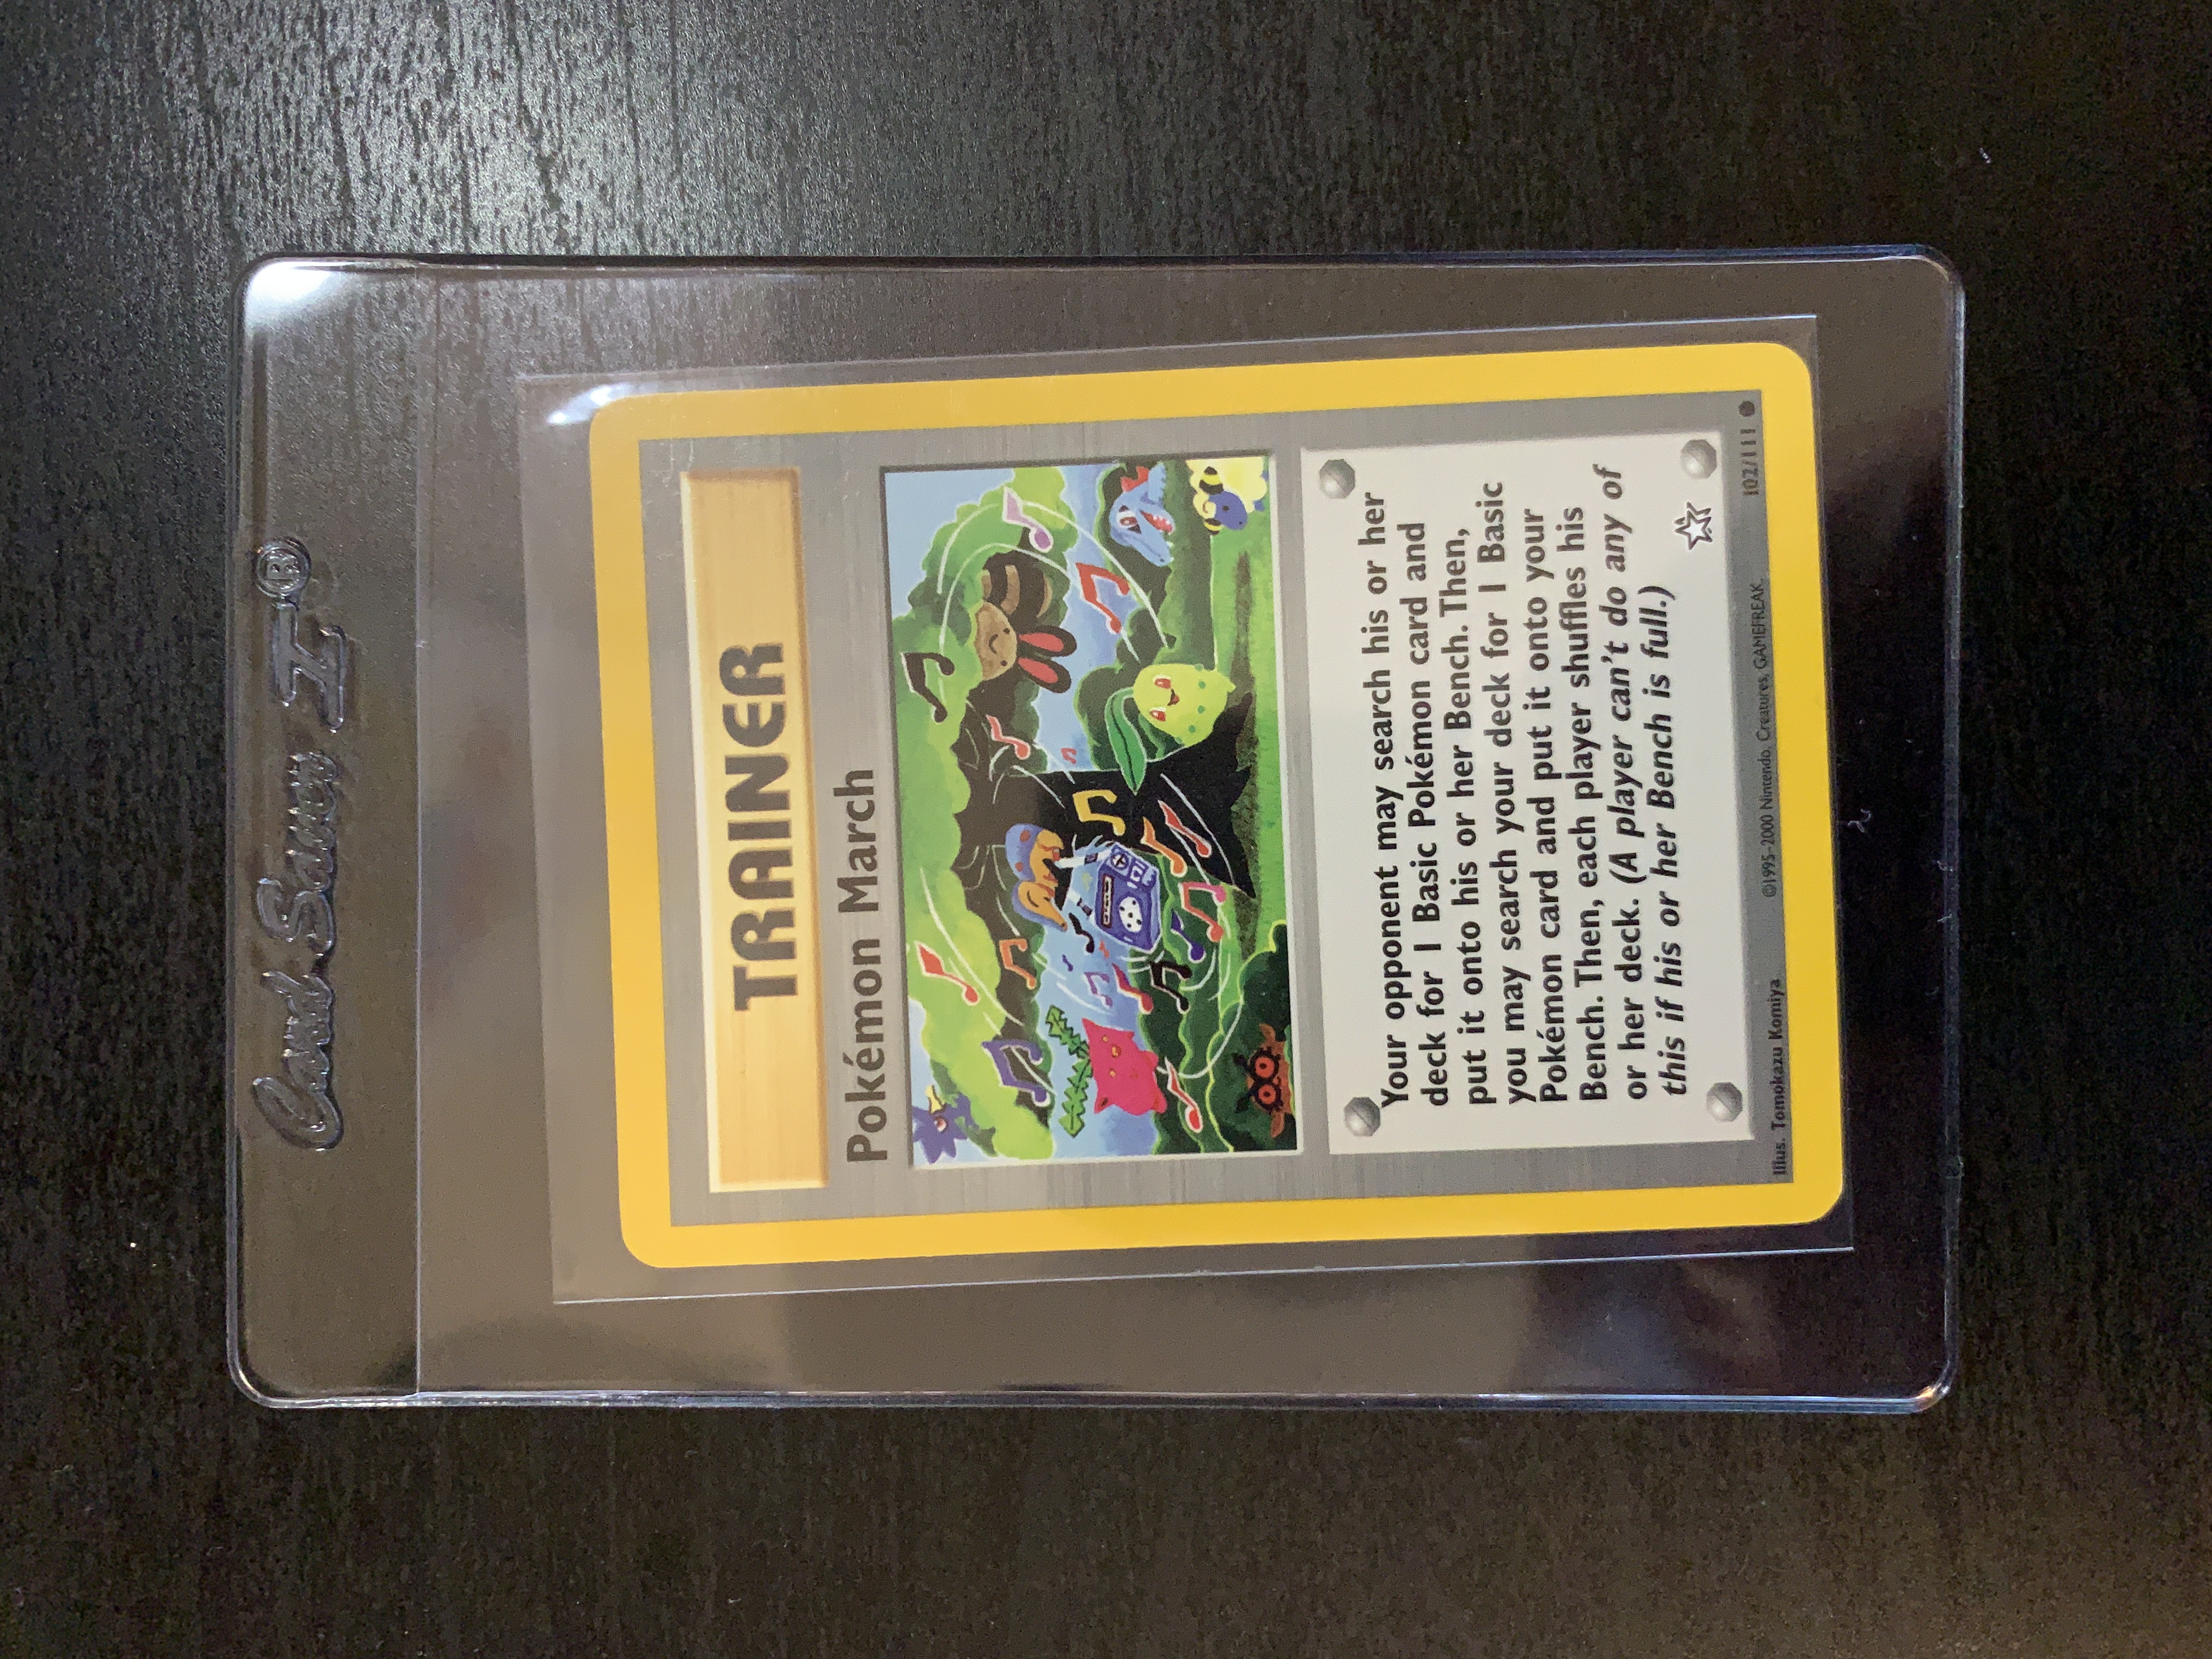 Card Saver I®
TRAINER
Pokémon March
Your opponent may search his or her
deck for 1 Basic Pokémon card and
put it onto his or her Bench. Then,
you may search your deck for 1 Basic
Pokémon card and put it onto your
Bench. Then, each player shuffles his
or her deck. (A player can't do any of
this if his or her Bench is full.)
Illus. Tomokazu Komiya ©1995-2000 Nintendo, Creatures, GAMEFREAK. 102/111